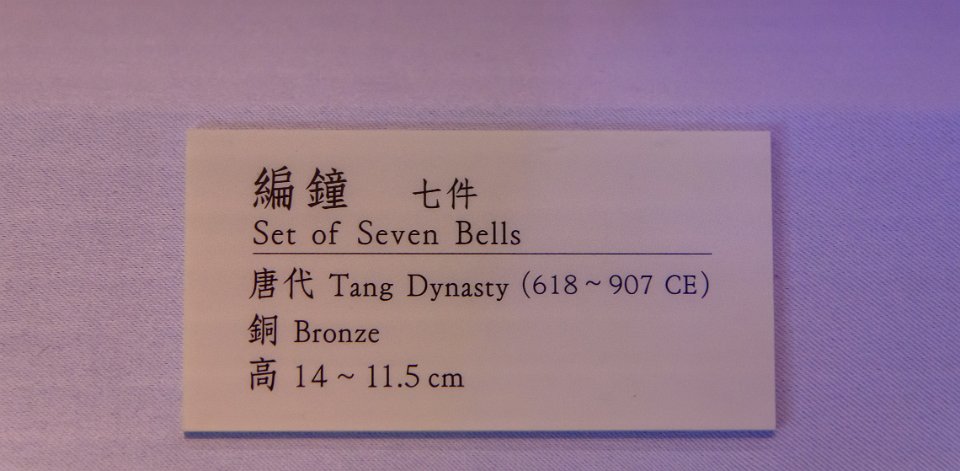 編鐘 七件
Set of Seven Bells
唐代 Tang Dynasty (618~907 CE)
銅 Bronze
高 14 ~ 11.5 cm